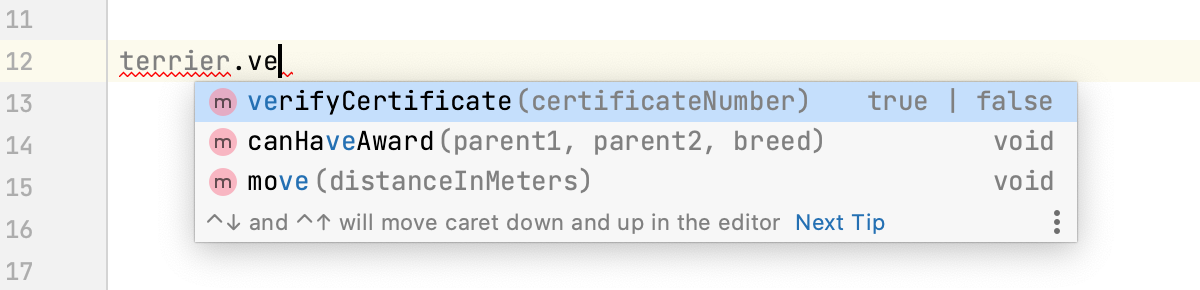 11
12 terrier.ve
13
m verifyCertificate(certificateNumber) true | false
14
m canHaveAward(parent1, parent2, breed) void
15
m move(distanceInMeters) void
16
^↓ and ^↑ will move caret down and up in the editor Next Tip
17